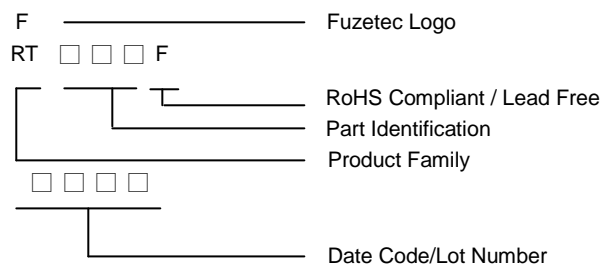 F Fuzetec Logo
RT □ □ □ F
RoHS Compliant / Lead Free
Part Identification
Product Family
□ □ □ □
Date Code/Lot Number